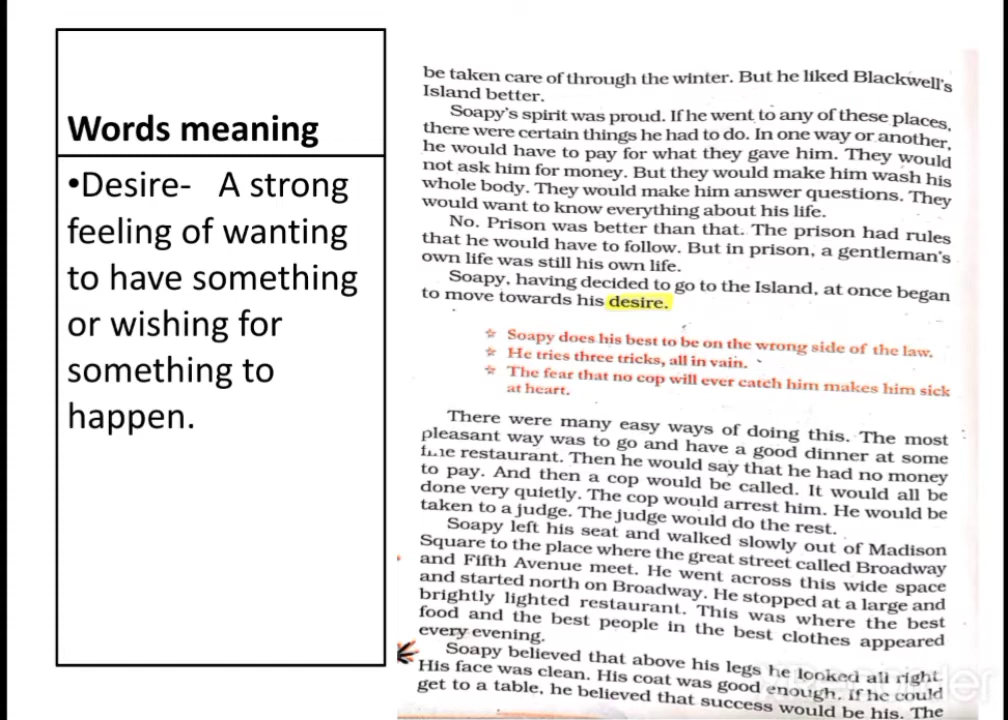 Words meaning
•Desire- A strong
feeling of wanting
to have something
or wishing for
something to
happen.
be taken care of through the winter. But he liked Blackwell's
Island better.
Soapy's spirit was proud. If he went to any of these places,
there were certain things he had to do. In one way or another,
he would have to pay for what they gave him. They would
not ask him for money. But they would make him wash his
whole body. They would make him answer questions. They
would want to know everything about his life.
No. Prison was better than that. The prison had rules
that he would have to follow. But in prison, a gentleman's
own life was still his own life.
Soapy, having decided to go to the Island, at once began
to move towards his desire.
☆ Soapy does his best to be on the wrong side of the law.
☆ He tries three tricks, all in vain.
☆ The fear that no cop will ever catch him makes him sick
at heart.
There were many easy ways of doing this. The most
pleasant way was to go and have a good dinner at some
restaurant. Then he would say that he had no money
to pay. And then a cop would be called. It would all be
done very quietly. The cop would arrest him. He would be
taken to a judge. The judge would do the rest.
Soapy left his seat and walked slowly out of Madison
Square to the place where the great street called Broadway
and Fifth Avenue meet. He went across this wide space
and started north on Broadway. He stopped at a large and
brightly lighted restaurant. This was where the best
food and the best people in the best clothes appeared
every evening.
Soapy believed that above his legs he looked all right.
His face was clean. His coat was good enough. If he could
get to a table, he believed that success would be his. The